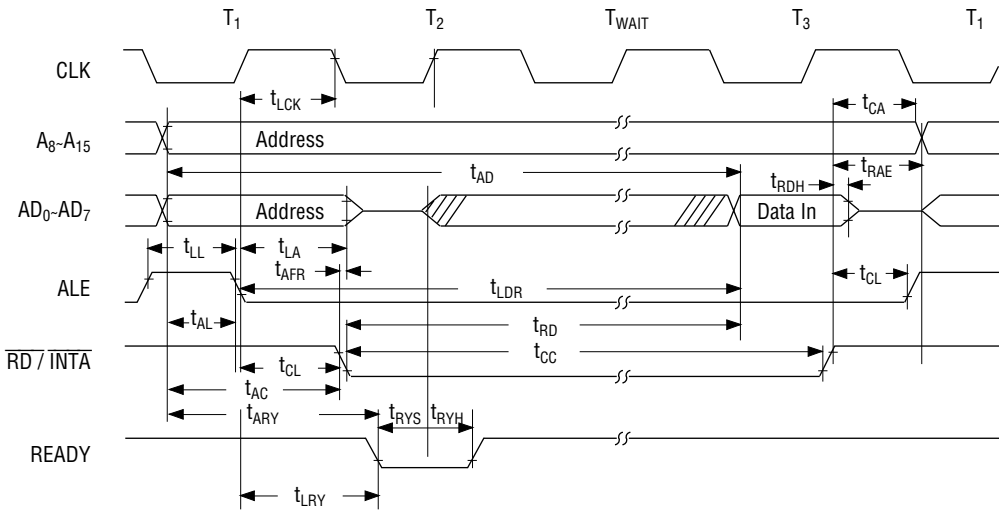 T1 T2 TWAIT T3 T1
CLK
tLCK tCA
A8~A15 Address
tAD tRAE
tRDH
AD0~AD7 Address Data In
tLL tLA
tAFR tCL
ALE tLDR
tAL tRD
RD / INTA tCL tCC
tAC
tARY tRYS tRYH
READY
tLRY